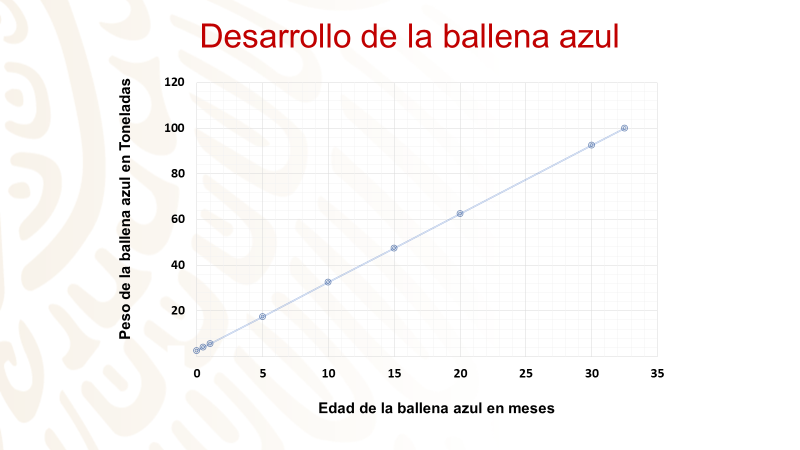 Desarrollo de la ballena azul
Peso de la ballena azul en Toneladas
120
100
80
60
40
20
0 5 10 15 20 25 30 35
Edad de la ballena azul en meses